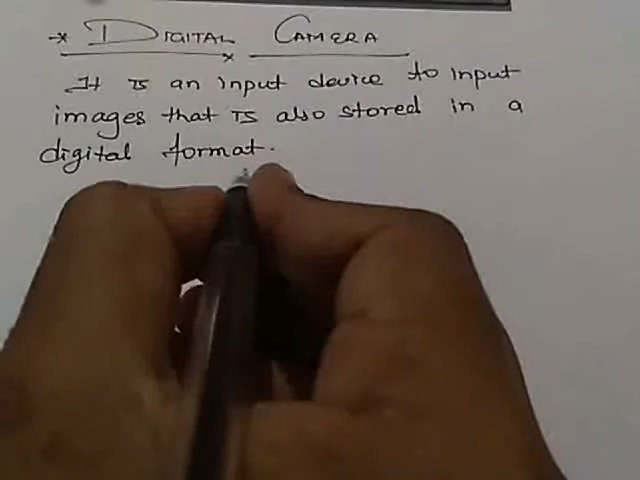 * DIGITAL CAMERA
It is an input device to input
images that is also stored in a
digital format.